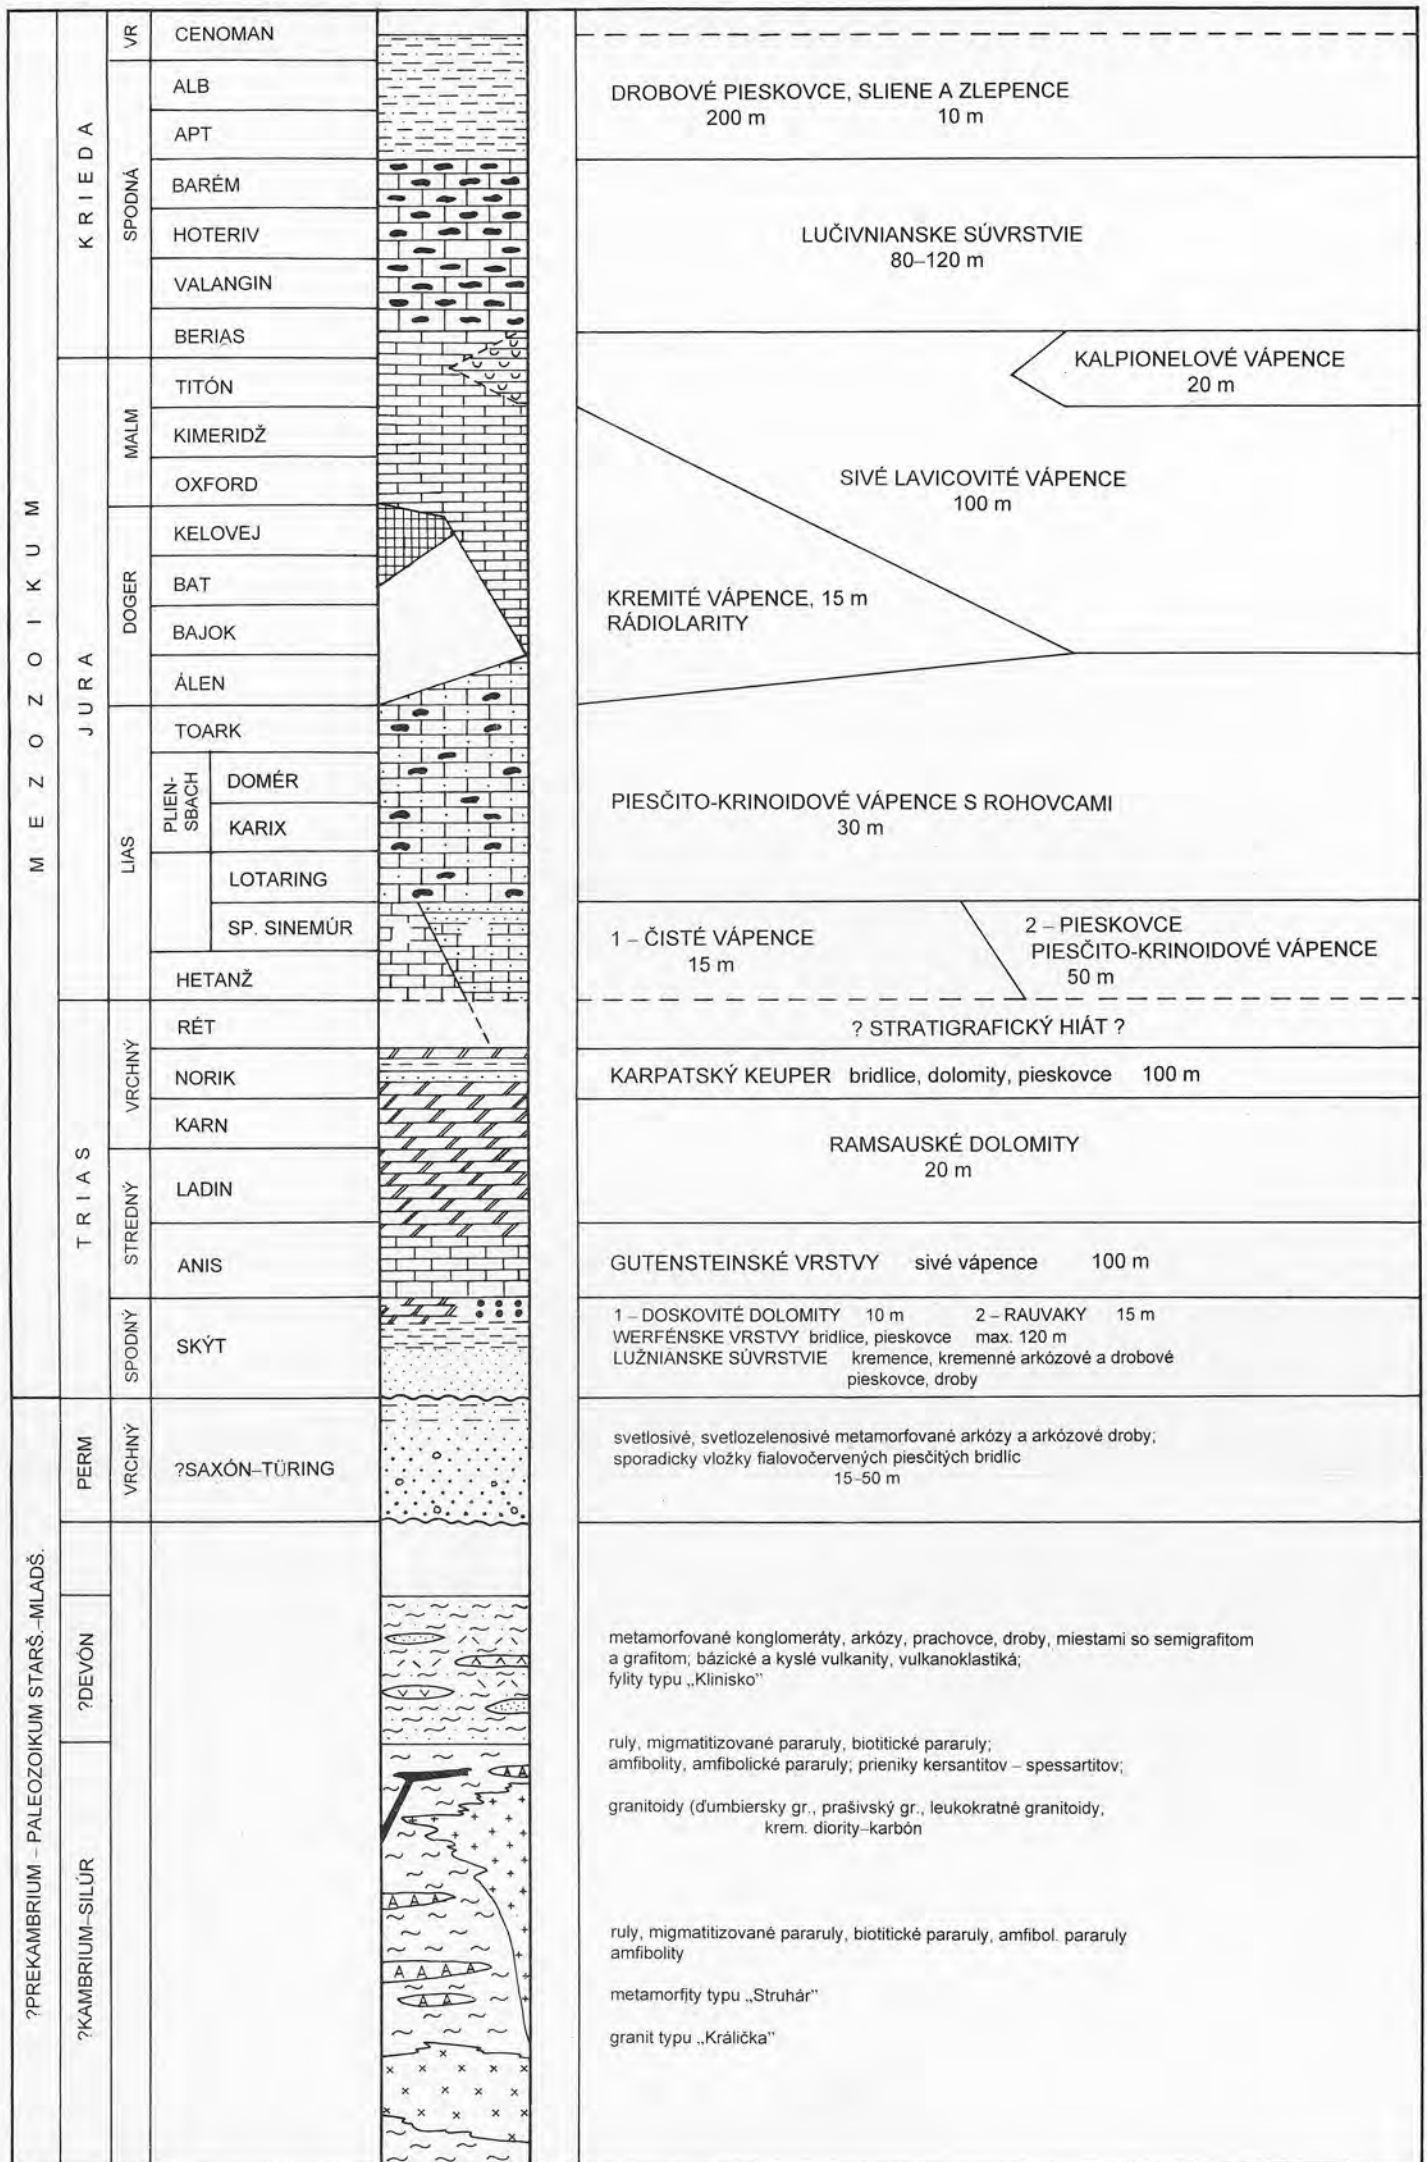 MEZOZOIKUM
?PREKAMBRIUM – PALEOZOIKUM STARŠ.–MLADŠ.
KRIEDA
JURA
TRIAS
PERM
?DEVÓN
?KAMBRIUM–SILÚR
VR
SPODNÁ
MALM
DOGER
LIAS
VRCHNÝ
STREDNÝ
SPODNÝ
VRCHNÝ
CENOMAN
ALB
APT
BARÉM
HOTERIV
VALANGIN
BERIAS
TITÓN
KIMERIDŽ
OXFORD
KELOVEJ
BAT
BAJOK
ÁLEN
TOARK
PLIEN-
SBACH
DOMÉR
KARIX
LOTARING
SP. SINEMÚR
HETANŽ
RÉT
NORIK
KARN
LADIN
ANIS
SKÝT
?SAXÓN–TÜRING
DROBOVÉ PIESKOVCE, SLIENE A ZLEPENCE
200 m 10 m
LUČIVNIANSKE SÚVRSTVIE
80–120 m
KALPIONELOVÉ VÁPENCE
20 m
SIVÉ LAVICOVITÉ VÁPENCE
100 m
KREMITÉ VÁPENCE, 15 m
RÁDIOLARITY
PIESČITO-KRINOIDOVÉ VÁPENCE S ROHOVCAMI
30 m
1 – ČISTÉ VÁPENCE
15 m
2 – PIESKOVCE
PIESČITO-KRINOIDOVÉ VÁPENCE
50 m
? STRATIGRAFICKÝ HIÁT ?
KARPATSKÝ KEUPER bridlice, dolomity, pieskovce 100 m
RAMSAUSKÉ DOLOMITY
20 m
GUTENSTEINSKÉ VRSTVY sivé vápence 100 m
1 – DOSKOVITÉ DOLOMITY 10 m 2 – RAUVAKY 15 m
WERFÉNSKE VRSTVY bridlice, pieskovce max. 120 m
LUŽNIANSKE SÚVRSTVIE kremence, kremenné arkózové a drobové
pieskovce, droby
svetlosivé, svetlozelenosivé metamorfované arkózy a arkózové droby;
sporadicky vložky fialovočervených piesčitých bridlíc
15–50 m
metamorfované konglomeráty, arkózy, prachovce, droby, miestami so semigrafitom
a grafitom; bázické a kyslé vulkanity, vulkanoklastiká;
fylity typu „Klinisko”
ruly, migmatitizované pararuly, biotitické pararuly;
amfibolity, amfibolické pararuly; prieniky kersantitov – spessartitov;
granitoidy (ďumbiersky gr., prašivský gr., leukokratné granitoidy,
krem. diority–karbón
ruly, migmatitizované pararuly, biotitické pararuly, amfibol. pararuly
amfibolity
metamorfity typu „Struhár”
granit typu „Králička”